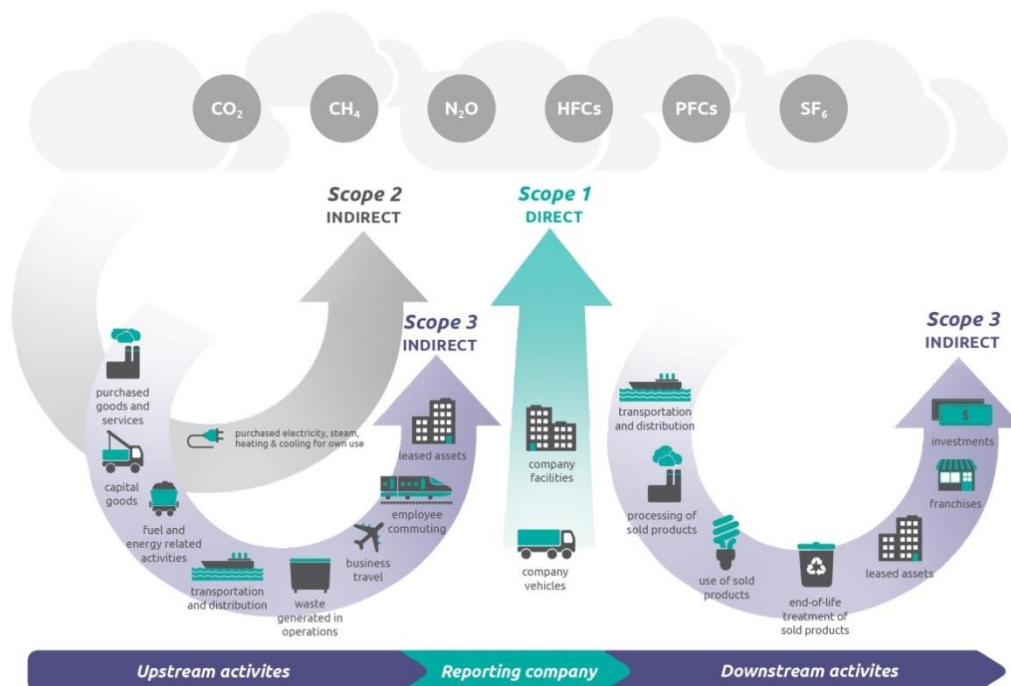 CO₂
CH₄
N₂O
HFCs
PFCs
SF₆
Scope 2
INDIRECT
Scope 1
DIRECT
Scope 3
INDIRECT
Scope 3
INDIRECT
purchased
goods and
services
capital
goods
fuel and
energy related
activities
purchased electricity, steam,
heating & cooling for own use
transportation
and distribution
waste
generated in
operations
business
travel
employee
commuting
leased assets
company
facilities
company
vehicles
transportation
and distribution
processing of
sold products
use of sold
products
end-of-life
treatment of
sold products
leased assets
franchises
$
investments
Upstream activites
Reporting company
Downstream activites